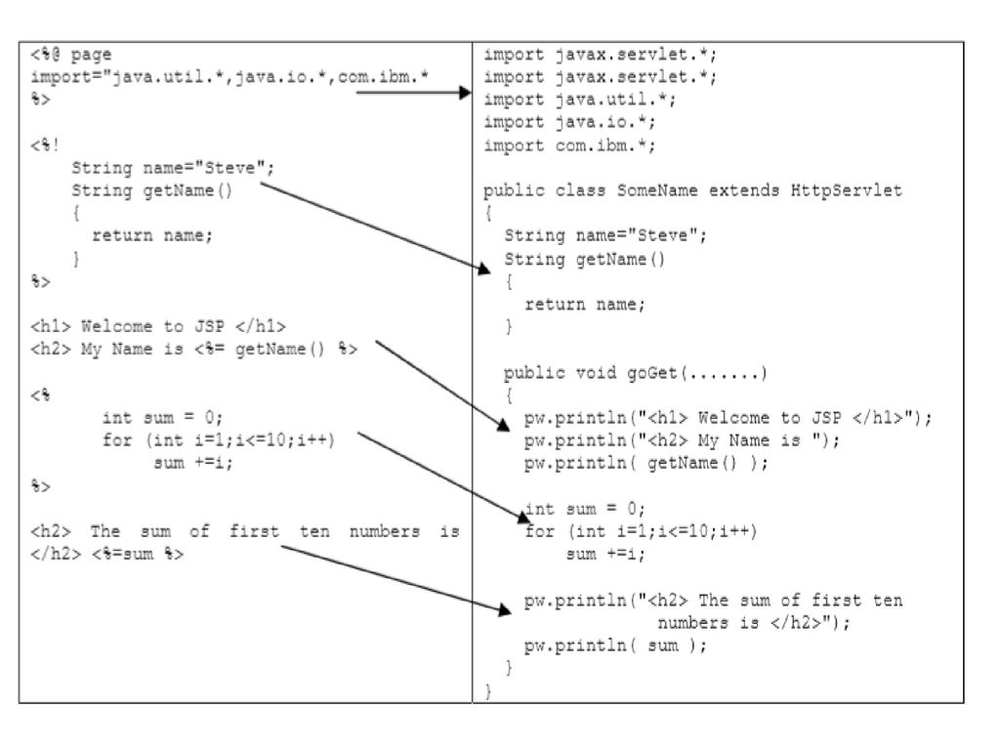 <%@ page
import="java.util.*,java.io.*,com.ibm.*
%>
<%!
String name="Steve";
String getName()
{
return name;
}
%>
<h1> Welcome to JSP </h1>
<h2> My Name is <%= getName() %>
<%
int sum = 0;
for (int i=1;i<=10;i++)
sum +=i;
%>
<h2> The sum of first ten numbers is
</h2> <%=sum %>
import javax.servlet.*;
import javax.servlet.*;
import java.util.*;
import java.io.*;
import com.ibm.*;
public class SomeName extends HttpServlet
{
String name="Steve";
String getName()
{
return name;
}
public void goGet(.......)
{
pw.println("<h1> Welcome to JSP </h1>");
pw.println("<h2> My Name is ");
pw.println( getName() );
int sum = 0;
for (int i=1;i<=10;i++)
sum +=i;
pw.println("<h2> The sum of first ten
numbers is </h2>");
pw.println( sum );
}
}